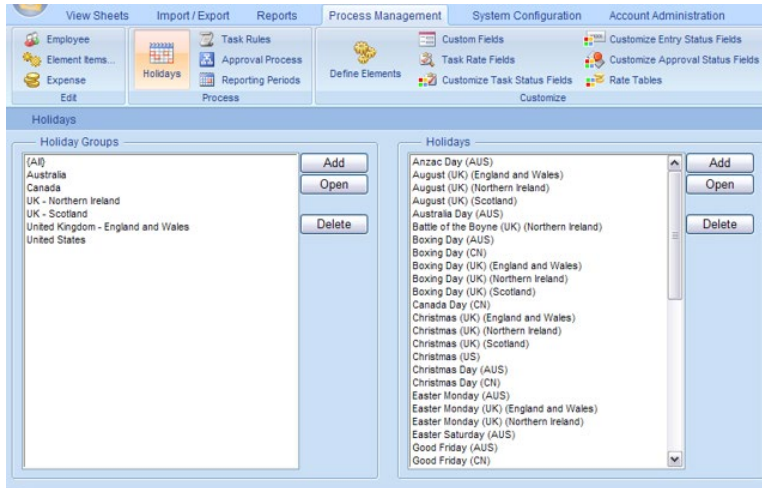 View Sheets Import / Export Reports Process Management System Configuration Account Administration
Employee Task Rules Custom Fields Customize Entry Status Fields
Element Items... Holidays Approval Process Define Elements Task Rate Fields Customize Approval Status Fields
Expense Reporting Periods Customize Task Status Fields Rate Tables
Edit Process Customize
Holidays
Holiday Groups Holidays
{All} Add Anzac Day (AUS) Add
Australia August (UK) (England and Wales)
Canada Open August (UK) (Northern Ireland) Open
UK - Northern Ireland August (UK) (Scotland)
UK - Scotland Australia Day (AUS)
United Kingdom - England and Wales Delete Battle of the Boyne (UK) (Northern Ireland) Delete
United States Boxing Day (AUS)
Boxing Day (CN)
Boxing Day (UK) (England and Wales)
Boxing Day (UK) (Northern Ireland)
Boxing Day (UK) (Scotland)
Canada Day (CN)
Christmas (UK) (England and Wales)
Christmas (UK) (Northern Ireland)
Christmas (UK) (Scotland)
Christmas (US)
Christmas Day (AUS)
Christmas Day (CN)
Easter Monday (AUS)
Easter Monday (UK) (England and Wales)
Easter Monday (UK) (Northern Ireland)
Easter Saturday (AUS)
Good Friday (AUS)
Good Friday (CN)